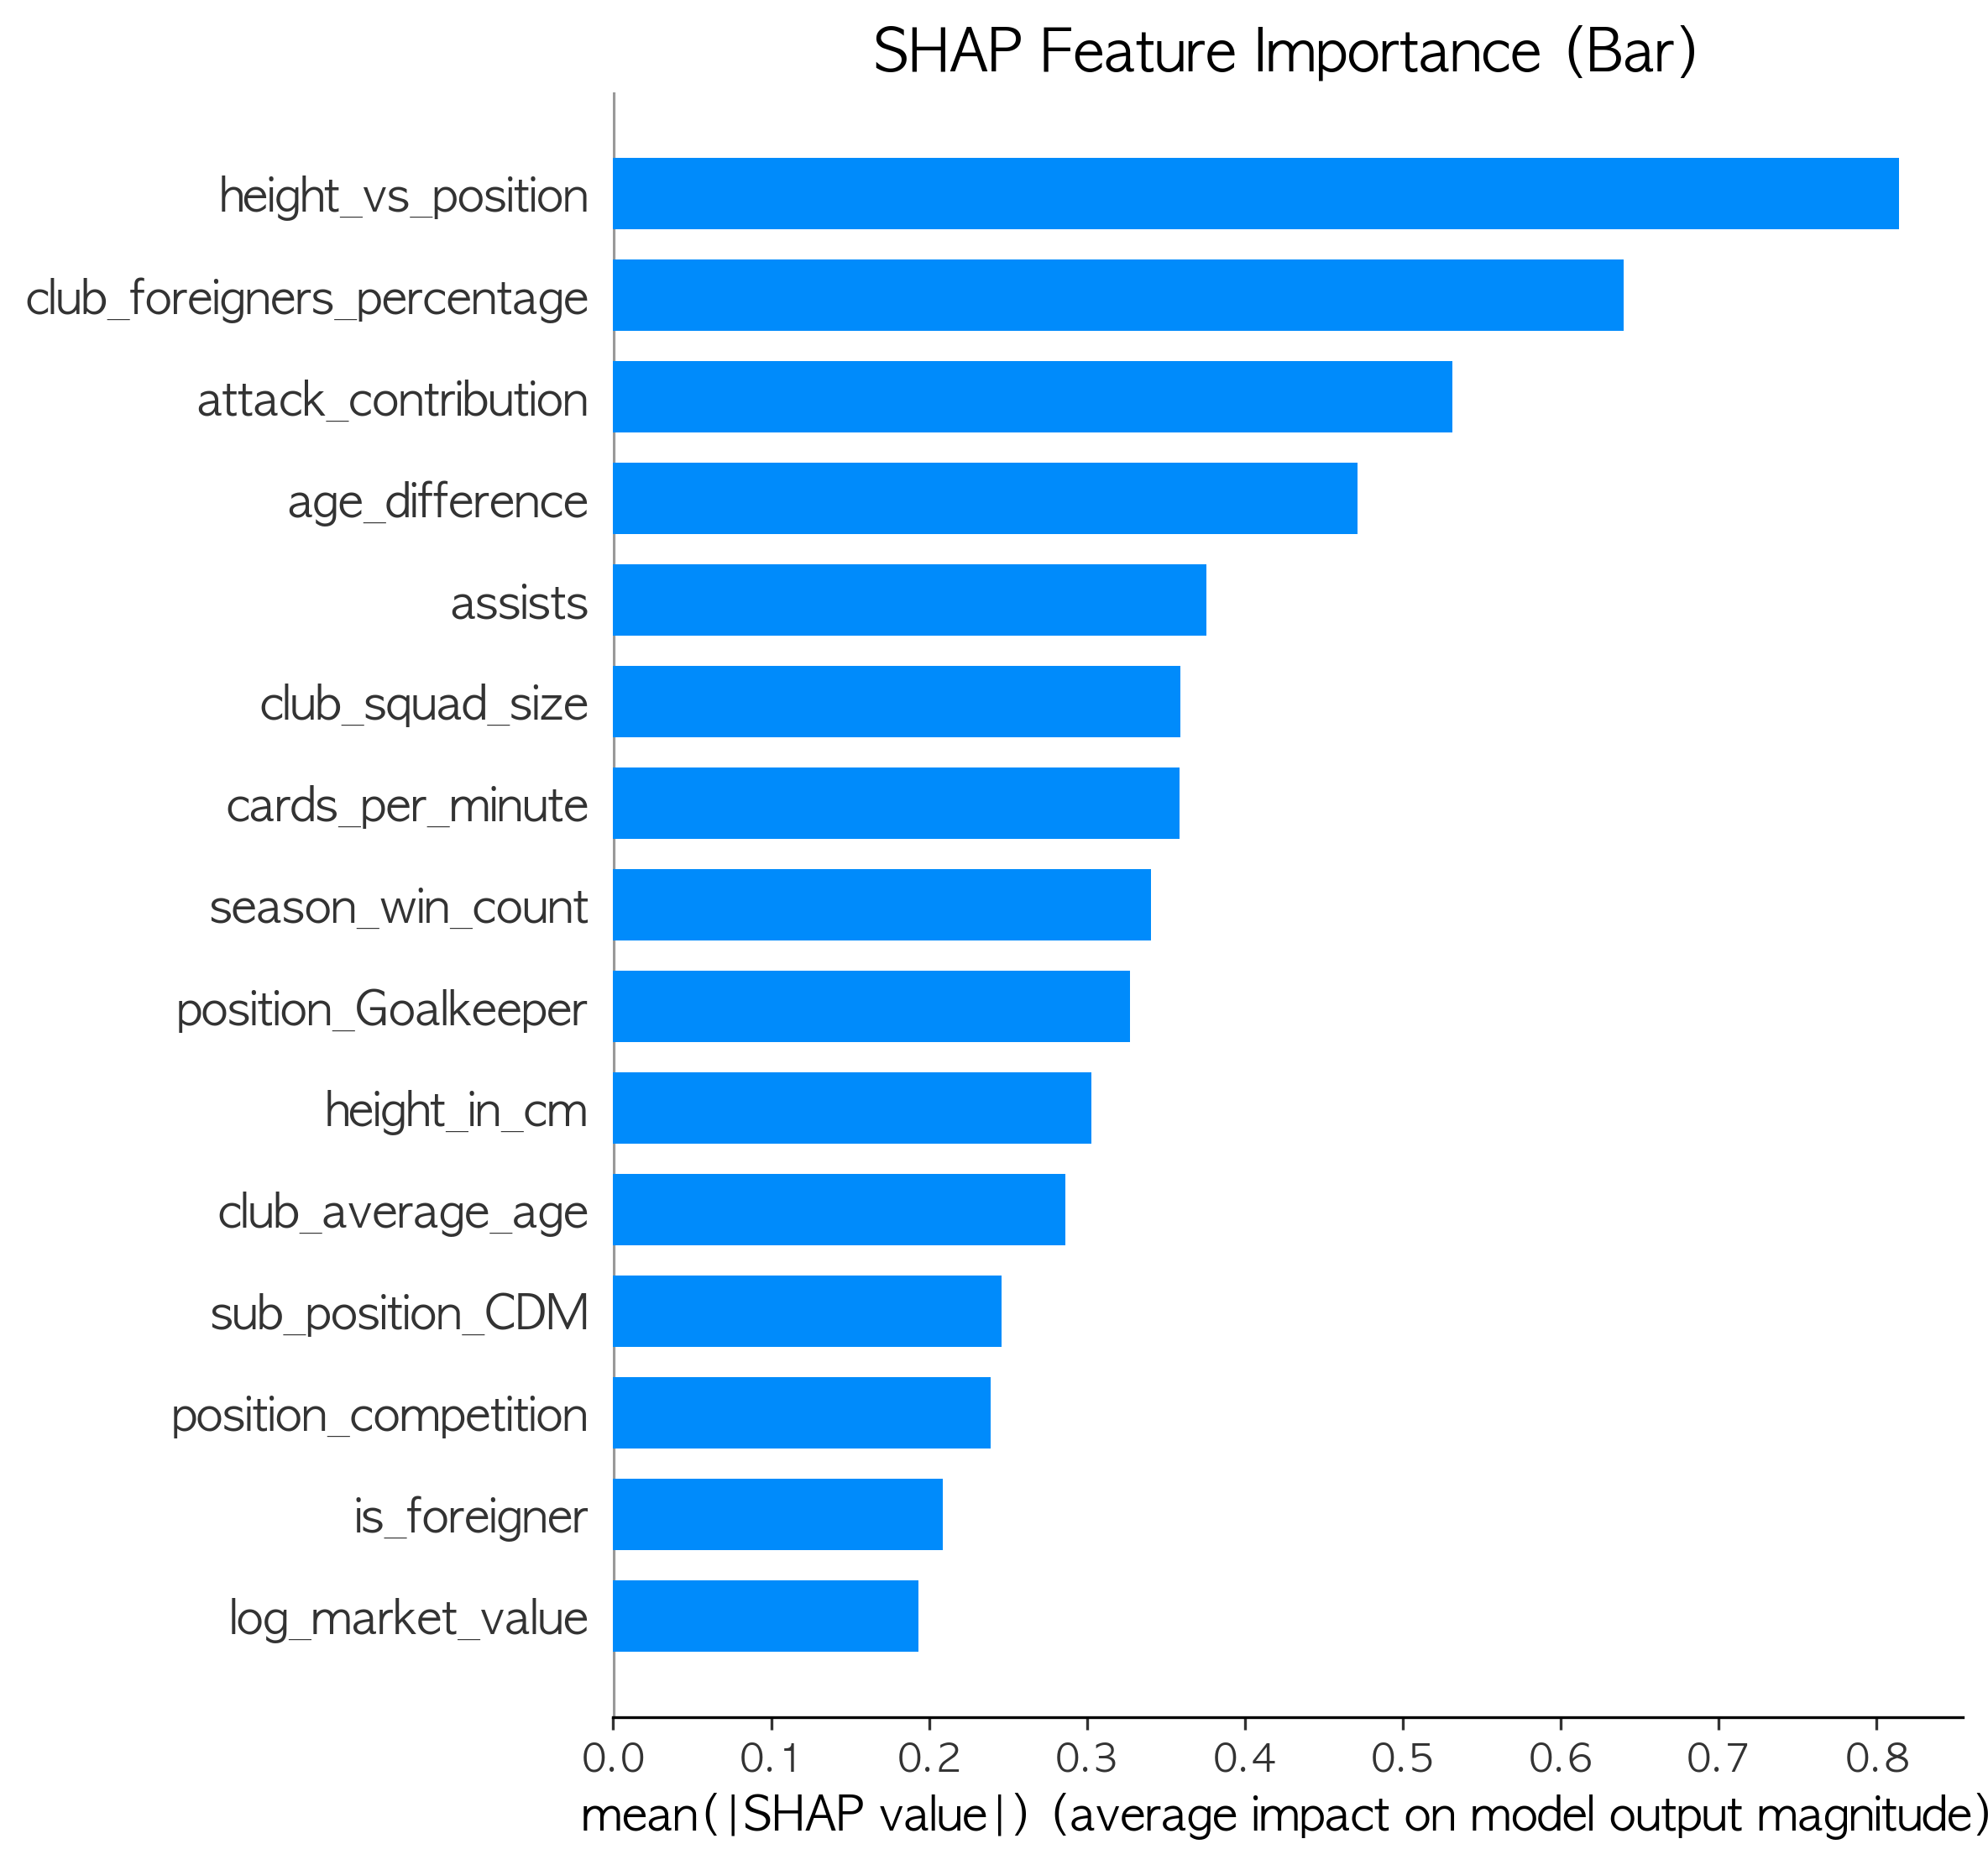 SHAP Feature Importance (Bar)
height_vs_position
club_foreigners_percentage
attack_contribution
age_difference
assists
club_squad_size
cards_per_minute
season_win_count
position_Goalkeeper
height_in_cm
club_average_age
sub_position_CDM
position_competition
is_foreigner
log_market_value
0.0 0.1 0.2 0.3 0.4 0.5 0.6 0.7 0.8
mean(|SHAP value|) (average impact on model output magnitude)